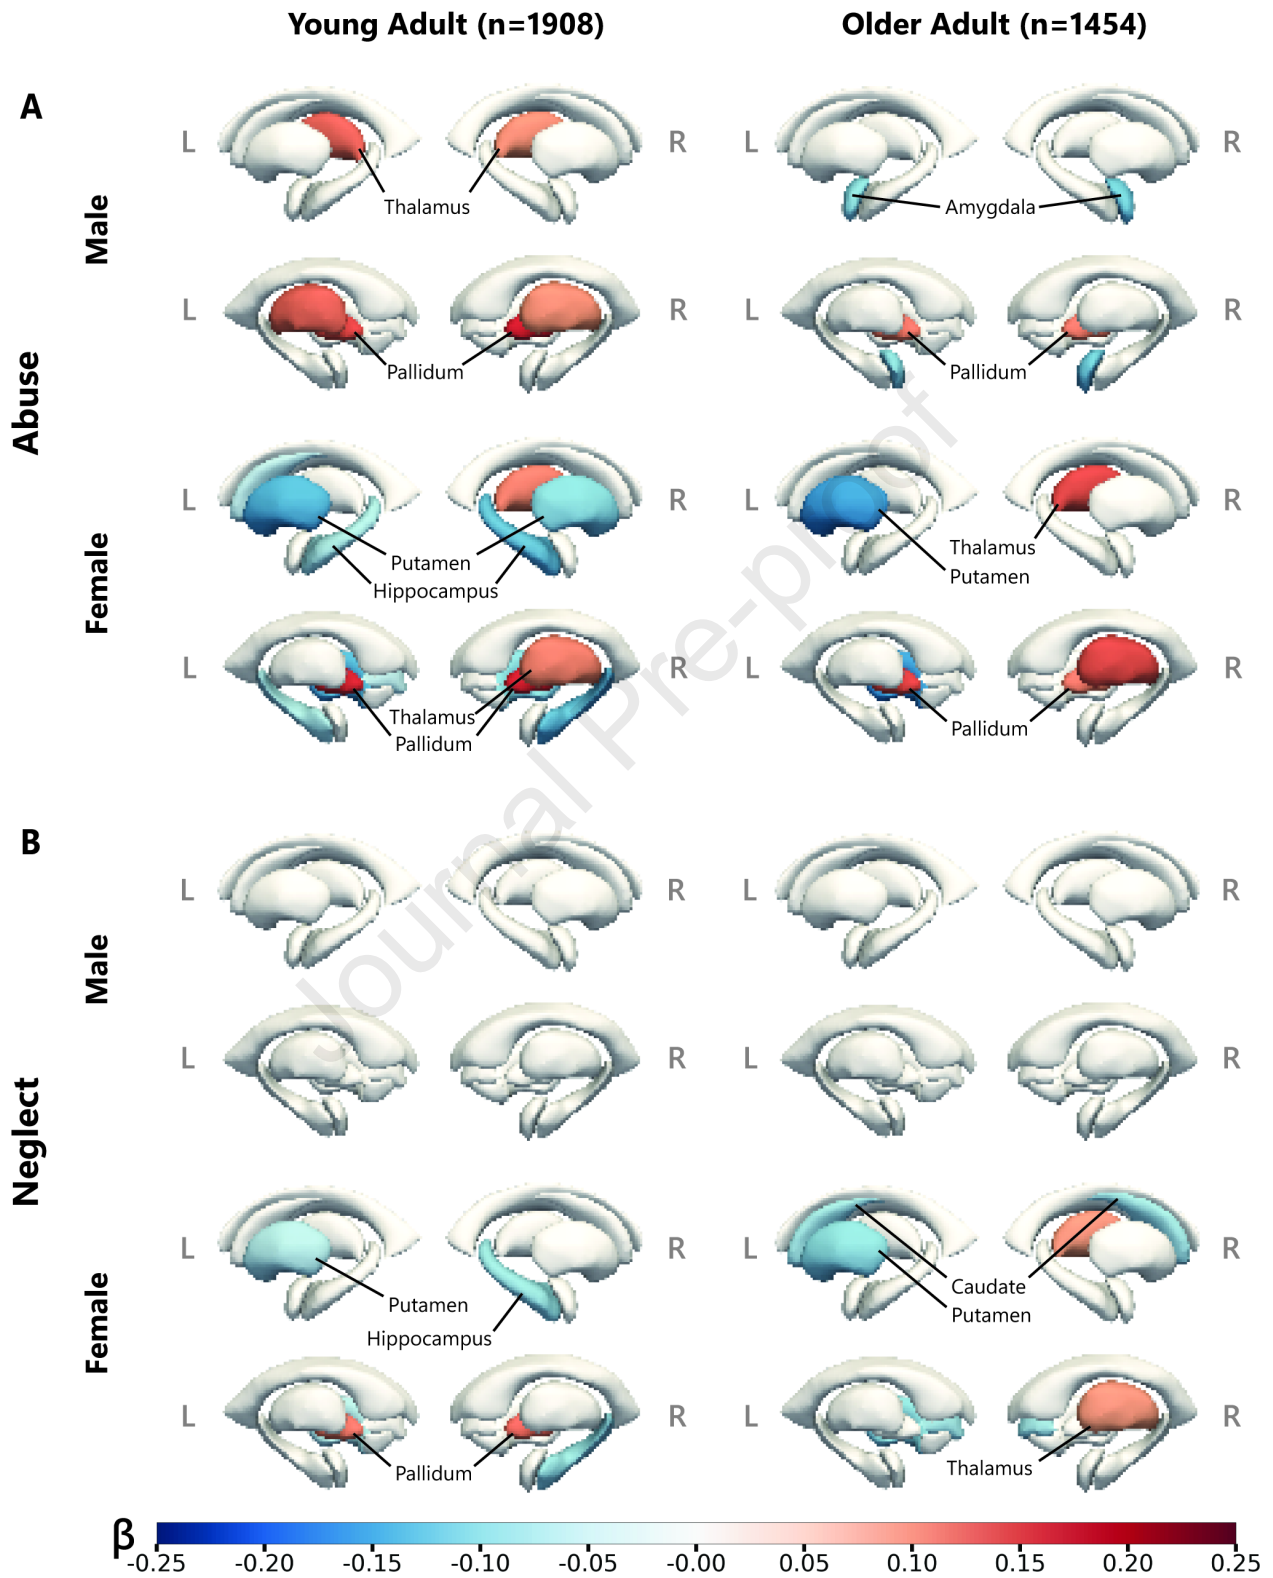 Young Adult (n=1908)
Older Adult (n=1454)
A
Abuse
Male
L
R
L
R
Thalamus
Amygdala
L
R
L
R
Pallidum
Pallidum
Female
L
R
L
R
Putamen
Hippocampus
Thalamus
Putamen
L
R
L
R
Thalamus
Pallidum
Pallidum
Journal Pre-proof
B
Neglect
Male
L
R
L
R
L
R
L
R
Female
L
R
L
R
Putamen
Hippocampus
Caudate
Putamen
L
R
L
R
Pallidum
Thalamus
β
-0.25 -0.20 -0.15 -0.10 -0.05 -0.00 0.05 0.10 0.15 0.20 0.25